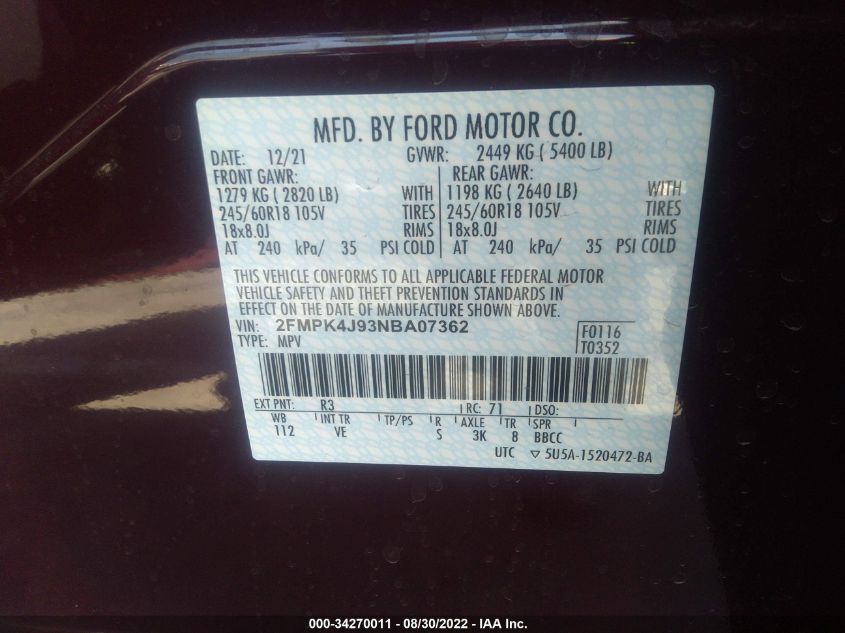 MFD. BY FORD MOTOR CO.
DATE: 12/21 GVWR: 2449 KG ( 5400 LB)
FRONT GAWR: REAR GAWR:
1279 KG ( 2820 LB) WITH 1198 KG ( 2640 LB) WITH
245/60R18 105V TIRES 245/60R18 105V TIRES
18x8.0J RIMS 18x8.0J RIMS
AT 240 kPa/ 35 PSI COLD AT 240 kPa/ 35 PSI COLD
THIS VEHICLE CONFORMS TO ALL APPLICABLE FEDERAL MOTOR
VEHICLE SAFETY AND THEFT PREVENTION STANDARDS IN
EFFECT ON THE DATE OF MANUFACTURE SHOWN ABOVE.
VIN: 2FMPK4J93NBA07362 F0116
TYPE: MPV T0352
EXT PNT: R3 RC: 71 DSO:
WB INT TR TP/PS R AXLE TR SPR
112 VE S 3K 8 BBCC
UTC ▽ 5U5A-1520472-BA
000-34270011 - 08/30/2022 - IAA Inc.